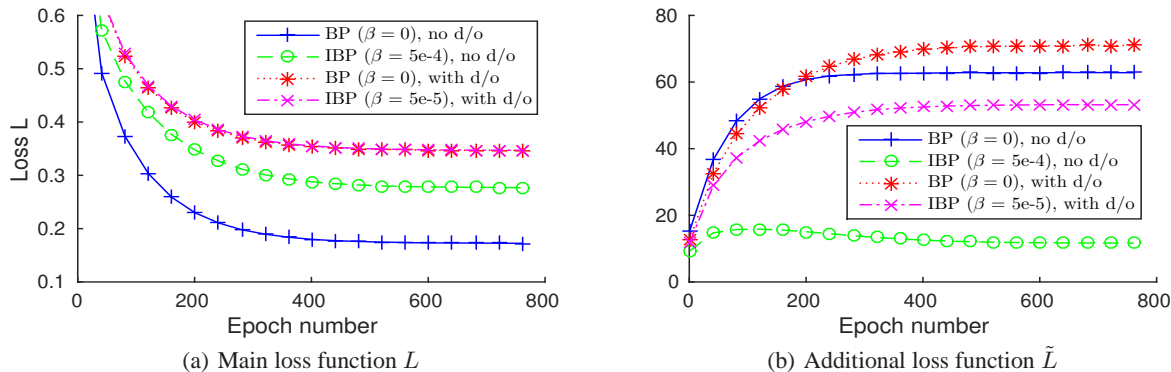 0.6
0.5
0.4
0.3
0.2
0.1
Loss L
0
200
400
600
800
Epoch number
BP (β = 0), no d/o
IBP (β = 5e-4), no d/o
BP (β = 0), with d/o
IBP (β = 5e-5), with d/o
(a) Main loss function L
80
60
40
20
0
0
200
400
600
800
Epoch number
BP (β = 0), no d/o
IBP (β = 5e-4), no d/o
BP (β = 0), with d/o
IBP (β = 5e-5), with d/o
(b) Additional loss function L̃